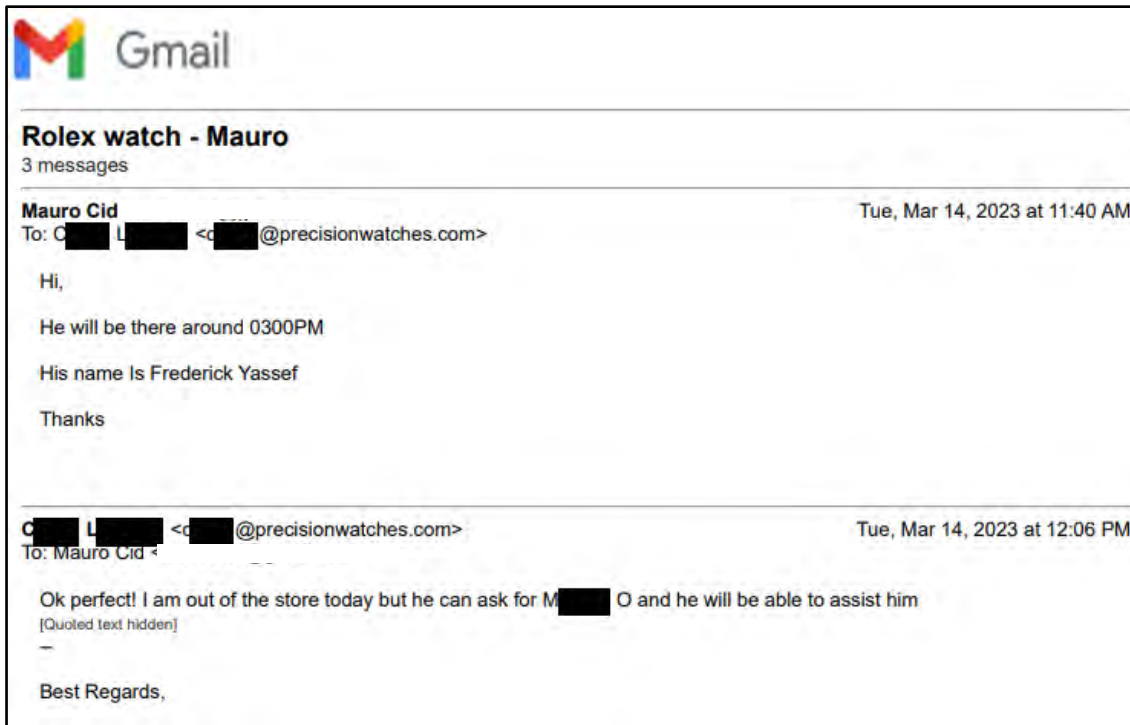 Gmail
Rolex watch - Mauro
3 messages
Mauro Cid
Tue, Mar 14, 2023 at 11:40 AM
To: C L <c @precisionwatches.com>
Hi,
He will be there around 0300PM
His name Is Frederick Yassef
Thanks
C L <c @precisionwatches.com>
Tue, Mar 14, 2023 at 12:06 PM
To: Mauro Cid <
Ok perfect! I am out of the store today but he can ask for M O and he will be able to assist him
[Quoted text hidden]
--
Best Regards,